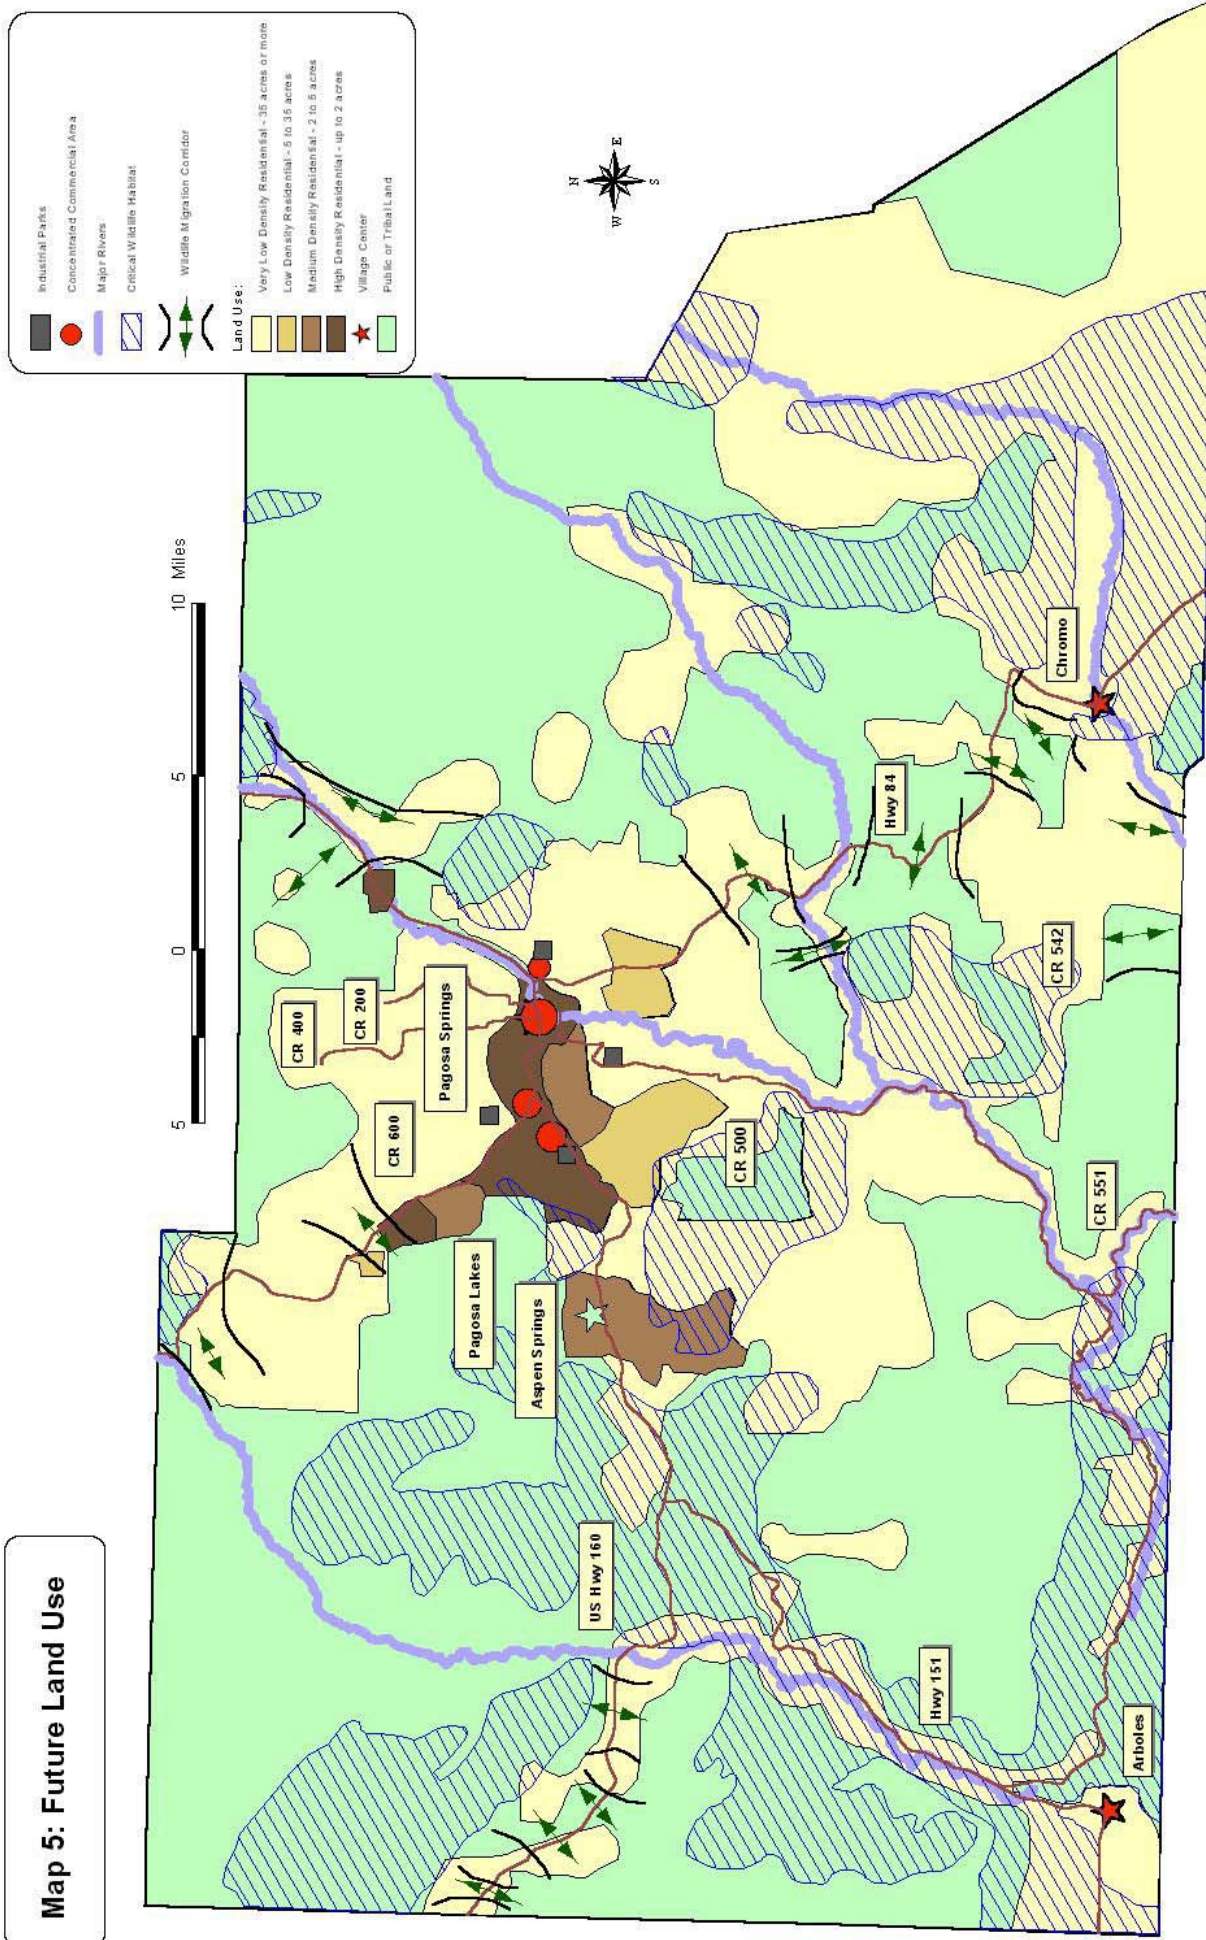 Map 5: Future Land Use
Industrial Parks
Concentrated Commercial Area
Major Rivers
Critical Wildlife Habitat
Wildlife Migration Corridor
Land Use:
Very Low Density Residential - 35 acres or more
Low Density Residential - 5 to 35 acres
Medium Density Residential - 2 to 5 acres
High Density Residential - up to 2 acres
Village Center
Public or Tribal Land
5 0 5 10 Miles
N
W E
S
CR 400
CR 200
CR 600
Pagosa Springs
Pagosa Lakes
Aspen Springs
US Hwy 160
CR 500
Hwy 84
Hwy 151
CR 542
Chromo
CR 551
Arboles